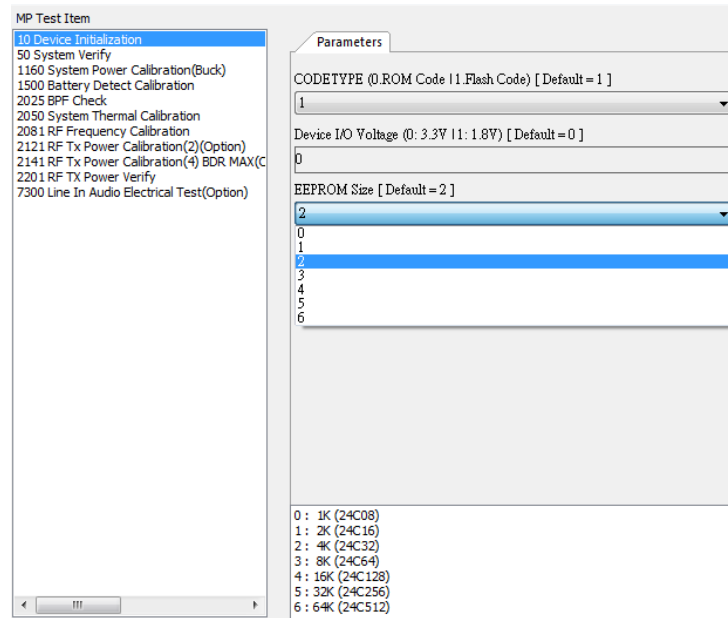 MP Test Item
10 Device Initialization
50 System Verify
1160 System Power Calibration(Buck)
1500 Battery Detect Calibration
2025 BPF Check
2050 System Thermal Calibration
2081 RF Frequency Calibration
2121 RF Tx Power Calibration(2)(Option)
2141 RF Tx Power Calibration(4) BDR MAX(C
2201 RF TX Power Verify
7300 Line In Audio Electrical Test(Option)
Parameters
CODETYPE (0.ROM Code |1.Flash Code) [ Default = 1 ]
1
Device I/O Voltage (0: 3.3V |1: 1.8V) [ Default = 0 ]
0
EEPROM Size [ Default = 2 ]
2
0
1
2
3
4
5
6
0 : 1K (24C08)
1 : 2K (24C16)
2 : 4K (24C32)
3 : 8K (24C64)
4 : 16K (24C128)
5 : 32K (24C256)
6 : 64K (24C512)